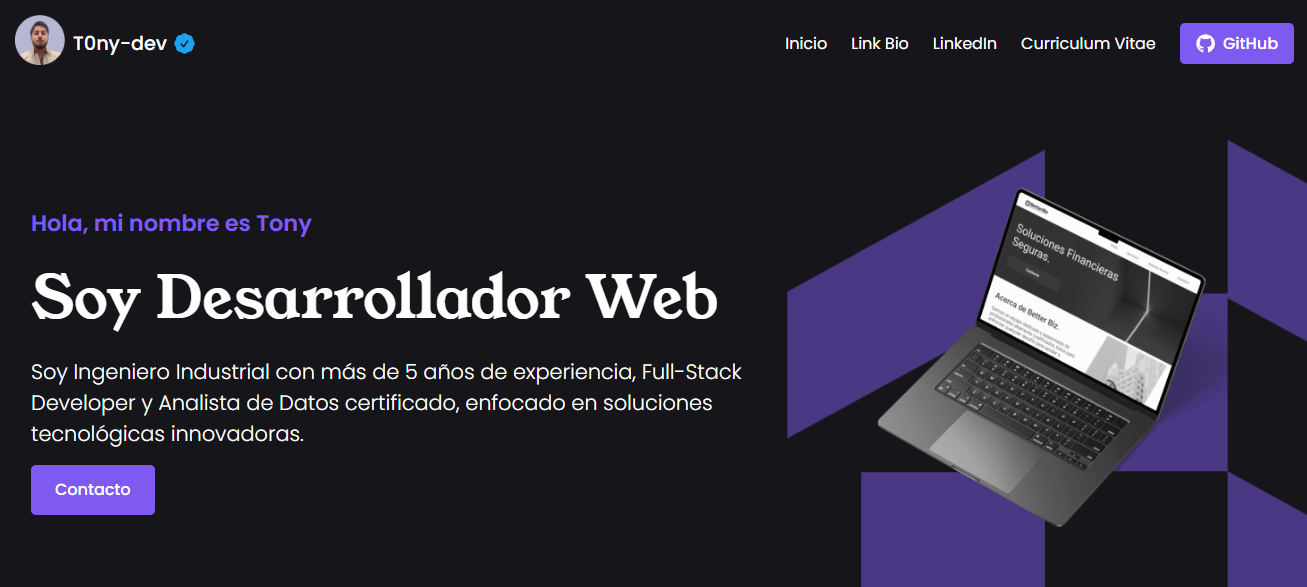 T0ny-dev
Inicio
Link Bio
LinkedIn
Curriculum Vitae
GitHub
Hola, mi nombre es Tony
Soy Desarrollador Web
Soy Ingeniero Industrial con más de 5 años de experiencia, Full-Stack
Developer y Analista de Datos certificado, enfocado en soluciones
tecnológicas innovadoras.
Contacto
Soluciones Financieras
Seguras.
Acerca de Better Biz.